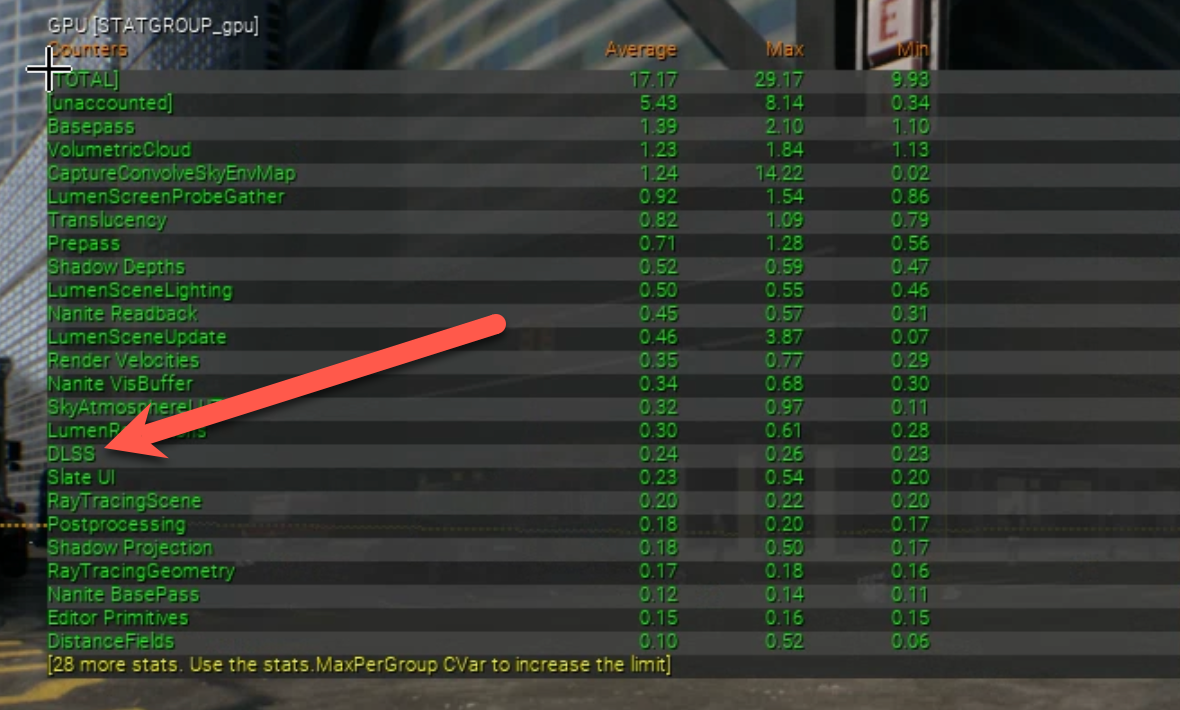 GPU [STATGROUP_gpu]
Counters Average Max Min
[TOTAL] 17.17 29.17 9.93
[unaccounted] 5.43 8.14 0.34
Basepass 1.39 2.10 1.10
VolumetricCloud 1.23 1.84 1.13
CaptureConvolveSkyEnvMap 1.24 14.22 0.02
LumenScreenProbeGather 0.92 1.54 0.86
Translucency 0.82 1.09 0.79
Prepass 0.71 1.28 0.56
Shadow Depths 0.52 0.59 0.47
LumenSceneLighting 0.50 0.55 0.46
Nanite Readback 0.45 0.57 0.31
LumenSceneUpdate 0.46 3.87 0.07
Render Velocities 0.35 0.77 0.29
Nanite VisBuffer 0.34 0.68 0.30
0.32 0.97 0.11
0.30 0.61 0.28
DLSS 0.24 0.26 0.23
Slate UI 0.23 0.54 0.20
RayTracingScene 0.20 0.22 0.20
Postprocessing 0.18 0.20 0.17
Shadow Projection 0.18 0.50 0.17
RayTracingGeometry 0.17 0.18 0.16
Nanite BasePass 0.12 0.14 0.11
Editor Primitives 0.15 0.16 0.15
DistanceFields 0.10 0.52 0.06
[28 more stats. Use the stats.MaxPerGroup CVar to increase the limit]